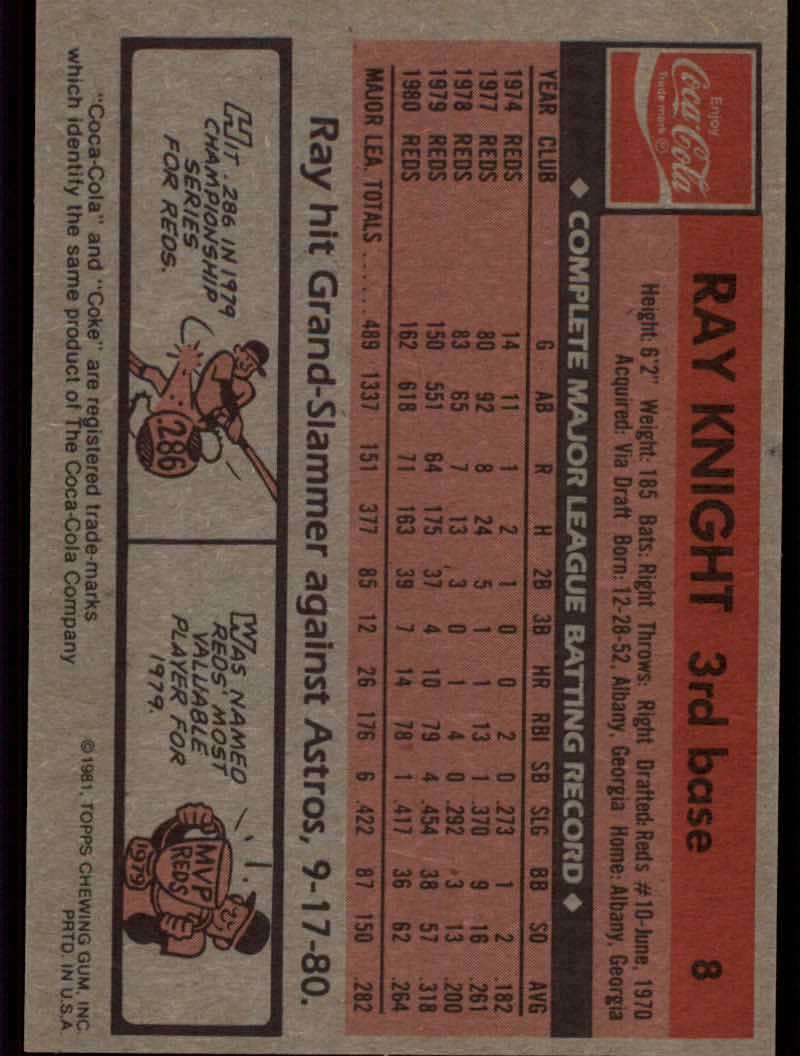 Enjoy
Coca-Cola
Trade mark ®
RAY KNIGHT 3rd base 8
Height: 6'2" Weight: 185 Bats: Right Throws: Right Drafted: Reds #10-June, 1970
Acquired: Via Draft Born: 12-28-52, Albany, Georgia Home: Albany, Georgia
◆ COMPLETE MAJOR LEAGUE BATTING RECORD ◆
YEAR CLUB G AB R H 2B 3B HR RBI SB SLG BB SO AVG
1974 REDS 14 11 1 2 1 0 0 2 0 .273 1 2 .182
1977 REDS 80 92 8 24 5 1 1 13 1 .370 9 16 .261
1978 REDS 83 65 7 13 3 0 1 4 0 .292 3 13 .200
1979 REDS 150 551 64 175 37 4 10 79 4 .454 38 57 .318
1980 REDS 162 618 71 163 39 7 14 78 1 .417 36 62 .264
MAJOR LEA. TOTALS ...... 489 1337 151 377 85 12 26 176 6 .422 87 150 .282
Ray hit Grand-Slammer against Astros, 9-17-80.
HIT .286 IN 1979
CHAMPIONSHIP
SERIES
FOR REDS.
.286
WAS NAMED
REDS' MOST
VALUABLE
PLAYER FOR
1979.
MVP
REDS
1979
"Coca-Cola" and "Coke" are registered trade-marks
which identify the same product of The Coca-Cola Company
©1981, TOPPS CHEWING GUM, INC.
PRTD. IN U.S.A.